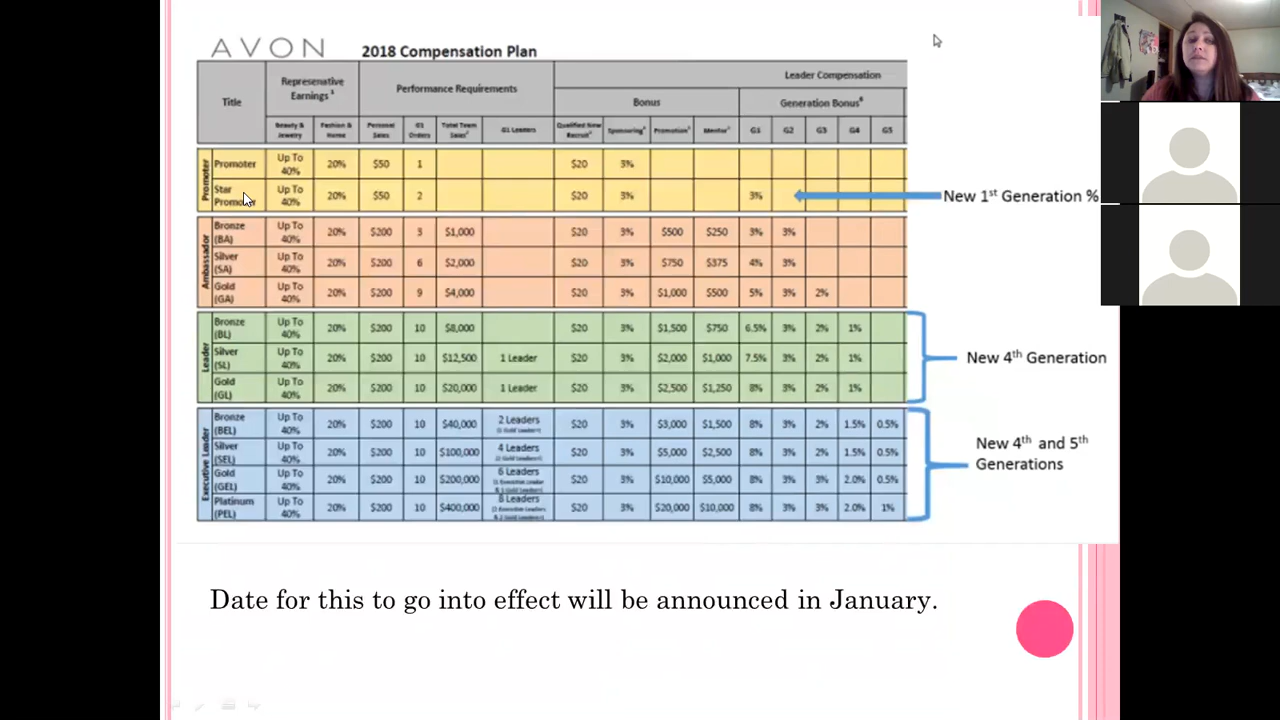 AVON 2018 Compensation Plan
Leader Compensation
Represenative Earnings¹ Performance Requirements
Title Bonus Generation Bonus⁶
Beauty & Jewelry Fashion & Home Personal Sales G1 Orders Total Team Sales² G1 Leaders Qualified New Recruit Sponsoring Promotion Mentor G1 G2 G3 G4 G5
Promoter
Promoter Up To 40% 20% $50 1 $20 3%
Star Promoter Up To 40% 20% $50 2 $20 3% 3%
New 1st Generation %
Ambassador
Bronze (BA) Up To 40% 20% $200 3 $1,000 $20 3% $500 $250 3% 3%
Silver (SA) Up To 40% 20% $200 6 $2,000 $20 3% $750 $375 4% 3%
Gold (GA) Up To 40% 20% $200 9 $4,000 $20 3% $1,000 $500 5% 3% 2%
Leader
Bronze (BL) Up To 40% 20% $200 10 $8,000 $20 3% $1,500 $750 6.5% 3% 2% 1%
Silver (SL) Up To 40% 20% $200 10 $12,500 1 Leader $20 3% $2,000 $1,000 7.5% 3% 2% 1%
Gold (GL) Up To 40% 20% $200 10 $20,000 1 Leader $20 3% $2,500 $1,250 8% 3% 2% 1%
New 4th Generation
Executive Leader
Bronze (BEL) Up To 40% 20% $200 10 $40,000 2 Leaders $20 3% $3,000 $1,500 8% 3% 2% 1.5% 0.5%
Silver (SEL) Up To 40% 20% $200 10 $100,000 4 Leaders $20 3% $5,000 $2,500 8% 3% 2% 1.5% 0.5%
Gold (GEL) Up To 40% 20% $200 10 $200,000 6 Leaders $20 3% $10,000 $5,000 8% 3% 3% 2.0% 0.5%
Platinum (PEL) Up To 40% 20% $200 10 $400,000 8 Leaders $20 3% $20,000 $10,000 8% 3% 3% 2.0% 1%
New 4th and 5th
Generations
Date for this to go into effect will be announced in January.